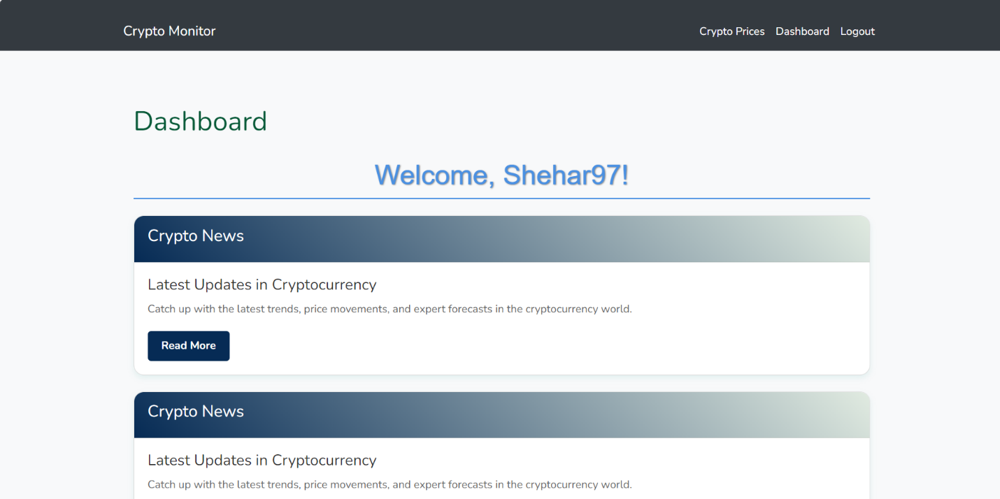 Crypto Monitor
Crypto Prices Dashboard Logout
Dashboard
Welcome, Shehar97!
Crypto News
Latest Updates in Cryptocurrency
Catch up with the latest trends, price movements, and expert forecasts in the cryptocurrency world.
Read More
Crypto News
Latest Updates in Cryptocurrency
Catch up with the latest trends, price movements, and expert forecasts in the cryptocurrency world.